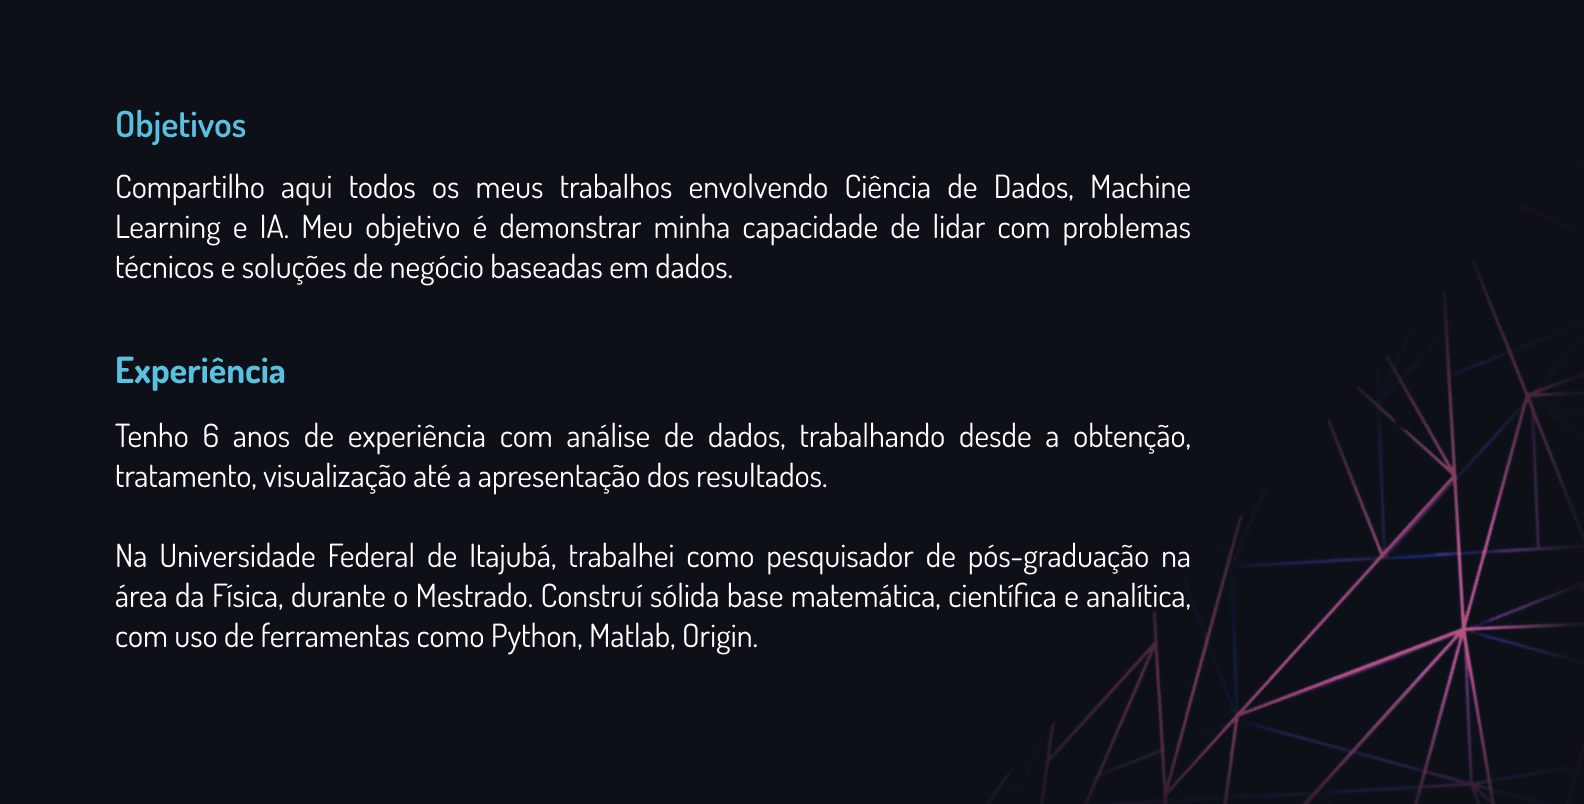 Objetivos
Compartilho aqui todos os meus trabalhos envolvendo Ciência de Dados, Machine
Learning e IA. Meu objetivo é demonstrar minha capacidade de lidar com problemas
técnicos e soluções de negócio baseadas em dados.
Experiência
Tenho 6 anos de experiência com análise de dados, trabalhando desde a obtenção,
tratamento, visualização até a apresentação dos resultados.
Na Universidade Federal de Itajubá, trabalhei como pesquisador de pós-graduação na
área da Física, durante o Mestrado. Construí sólida base matemática, científica e analítica,
com uso de ferramentas como Python, Matlab, Origin.